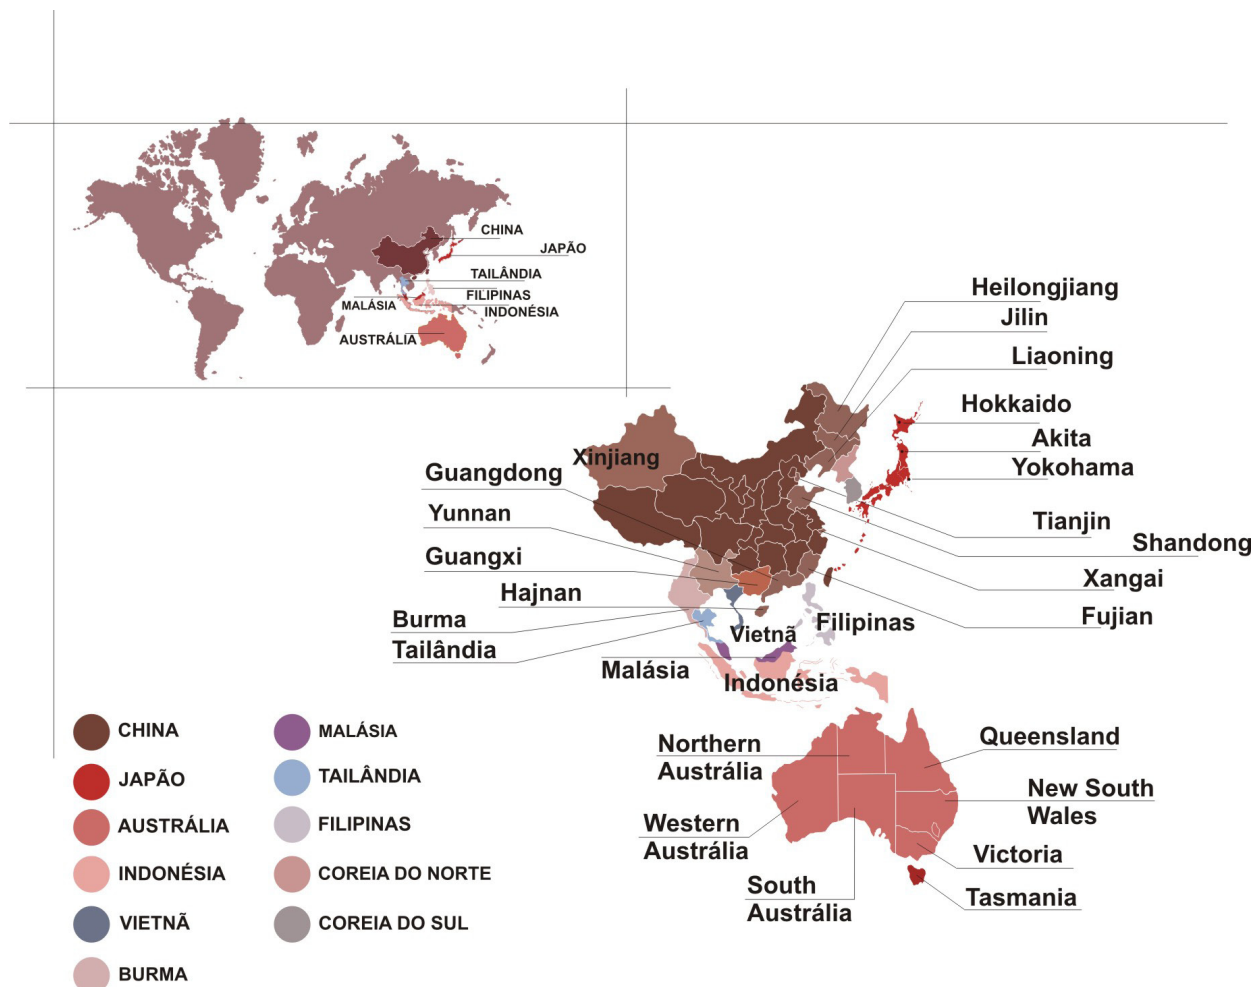 CHINA
JAPÃO
TAILÂNDIA
FILIPINAS
MALÁSIA
INDONÉSIA
AUSTRÁLIA
Heilongjiang
Jilin
Liaoning
Hokkaido
Akita
Yokohama
Xinjiang
Guangdong
Yunnan
Guangxi
Hajnan
Burma
Tailândia
Tianjin
Shandong
Xangai
Fujian
Filipinas
Vietnã
Malásia
Indonésia
Northern
Austrália
Queensland
New South
Wales
Western
Austrália
Victoria
South
Austrália
Tasmania
CHINA
JAPÃO
AUSTRÁLIA
INDONÉSIA
VIETNÃ
BURMA
MALÁSIA
TAILÂNDIA
FILIPINAS
COREIA DO NORTE
COREIA DO SUL